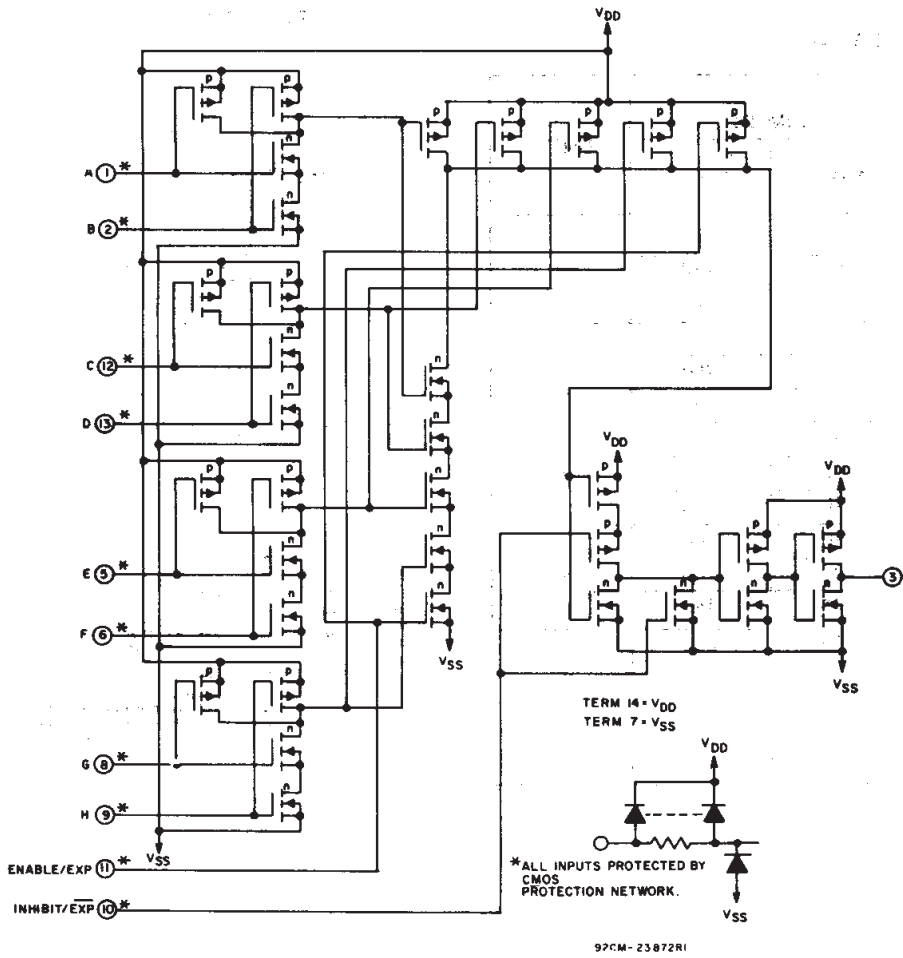 VDD
p
p
n
n
A 1 *
B 2 *
p
p
n
n
C 12 *
D 13 *
p
p
n
n
E 5 *
F 6 *
p
p
n
n
G 8 *
H 9 *
VSS
ENABLE/EXP 11 *
INHIBIT/EXP 10 *
p
p
p
p
p
n
n
n
n
n
VSS
p
VDD
p
n
n
p
n
VDD
p
n
3
VSS
TERM 14 = VDD
TERM 7 = VSS
VDD
*ALL INPUTS PROTECTED BY
CMOS
PROTECTION NETWORK.
VSS
92CM-23872R1